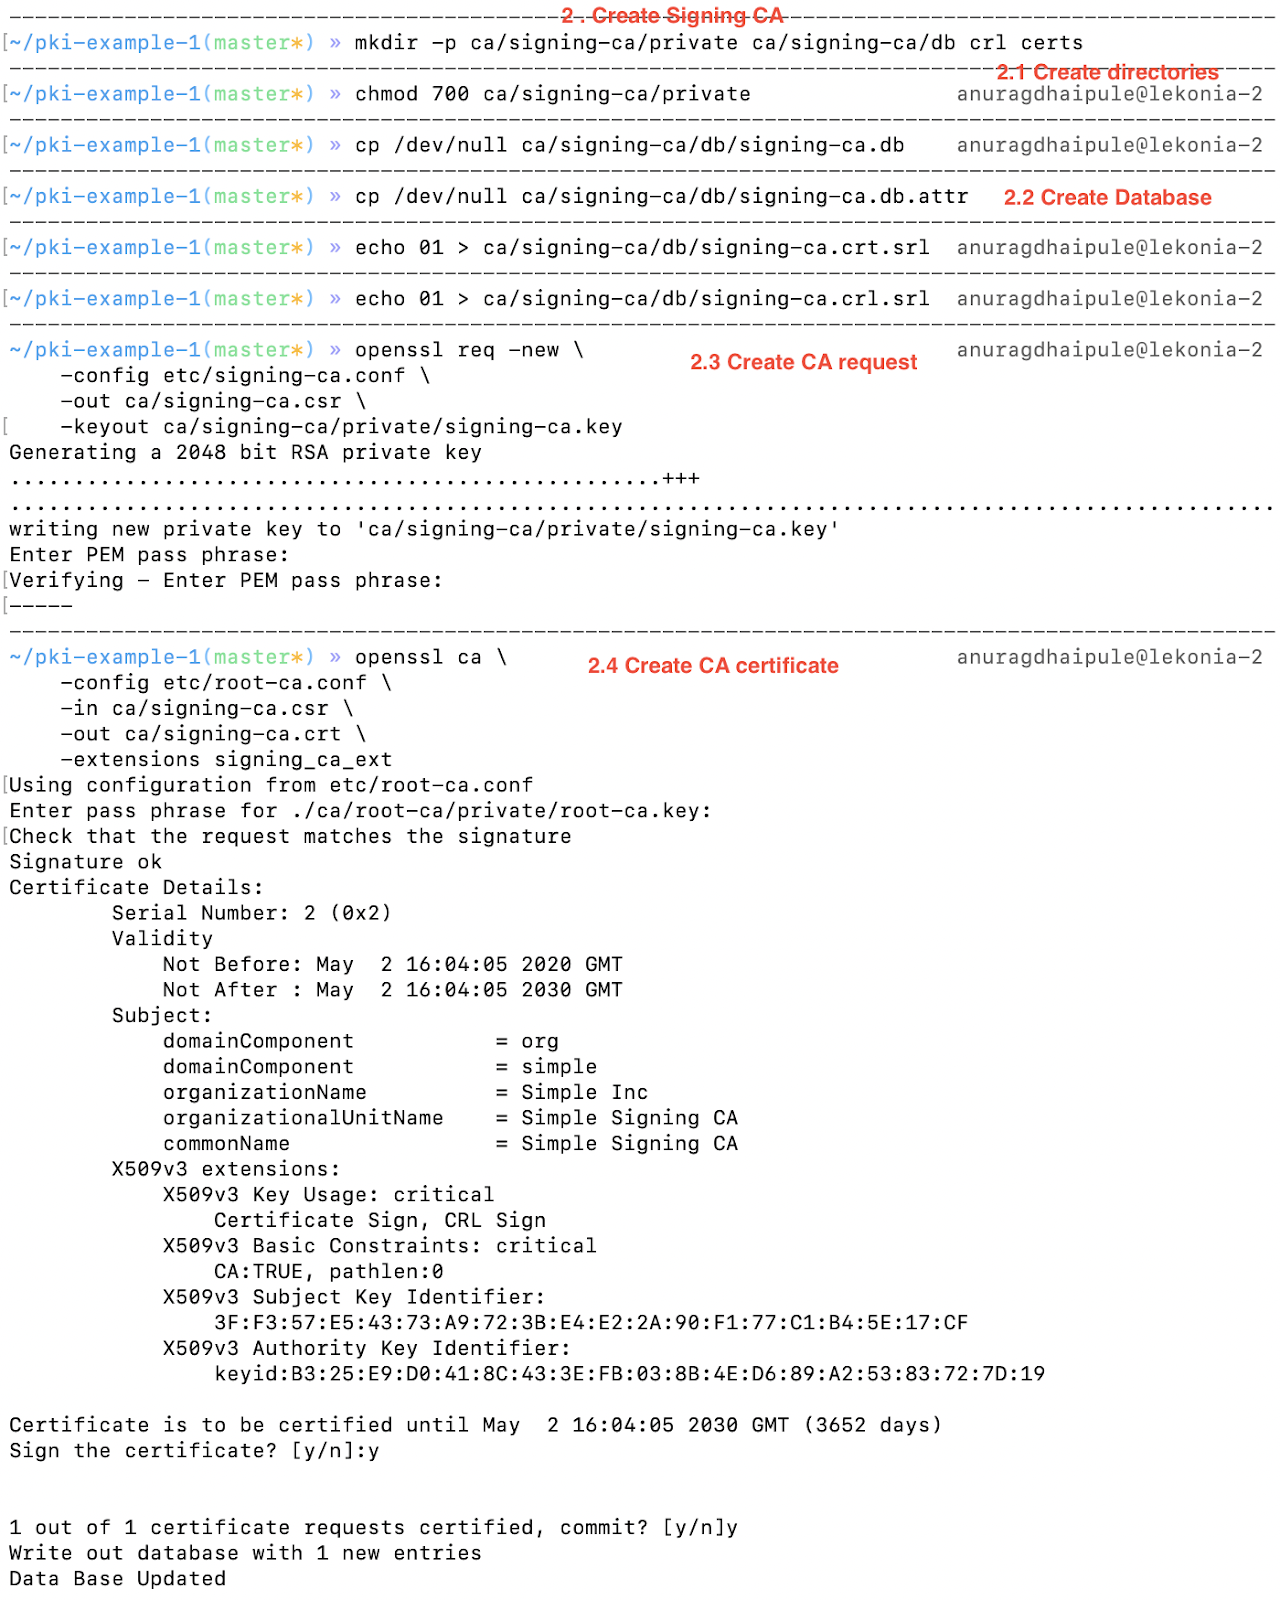 2 . Create Signing CA
~/pki-example-1(master*) » mkdir -p ca/signing-ca/private ca/signing-ca/db crl certs
2.1 Create directories
~/pki-example-1(master*) » chmod 700 ca/signing-ca/private anuragdhaipule@lekonia-2
~/pki-example-1(master*) » cp /dev/null ca/signing-ca/db/signing-ca.db anuragdhaipule@lekonia-2
~/pki-example-1(master*) » cp /dev/null ca/signing-ca/db/signing-ca.db.attr 2.2 Create Database
~/pki-example-1(master*) » echo 01 > ca/signing-ca/db/signing-ca.crt.srl anuragdhaipule@lekonia-2
~/pki-example-1(master*) » echo 01 > ca/signing-ca/db/signing-ca.crl.srl anuragdhaipule@lekonia-2
~/pki-example-1(master*) » openssl req -new \ anuragdhaipule@lekonia-2
2.3 Create CA request
-config etc/signing-ca.conf \
-out ca/signing-ca.csr \
-keyout ca/signing-ca/private/signing-ca.key
Generating a 2048 bit RSA private key
...................................................+++
...................................................................................................
writing new private key to 'ca/signing-ca/private/signing-ca.key'
Enter PEM pass phrase:
Verifying - Enter PEM pass phrase:
-----
~/pki-example-1(master*) » openssl ca \ anuragdhaipule@lekonia-2
2.4 Create CA certificate
-config etc/root-ca.conf \
-in ca/signing-ca.csr \
-out ca/signing-ca.crt \
-extensions signing_ca_ext
Using configuration from etc/root-ca.conf
Enter pass phrase for ./ca/root-ca/private/root-ca.key:
Check that the request matches the signature
Signature ok
Certificate Details:
Serial Number: 2 (0x2)
Validity
Not Before: May  2 16:04:05 2020 GMT
Not After : May  2 16:04:05 2030 GMT
Subject:
domainComponent = org
domainComponent = simple
organizationName = Simple Inc
organizationalUnitName = Simple Signing CA
commonName = Simple Signing CA
X509v3 extensions:
X509v3 Key Usage: critical
Certificate Sign, CRL Sign
X509v3 Basic Constraints: critical
CA:TRUE, pathlen:0
X509v3 Subject Key Identifier:
3F:F3:57:E5:43:73:A9:72:3B:E4:E2:2A:90:F1:77:C1:B4:5E:17:CF
X509v3 Authority Key Identifier:
keyid:B3:25:E9:D0:41:8C:43:3E:FB:03:8B:4E:D6:89:A2:53:83:72:7D:19
Certificate is to be certified until May  2 16:04:05 2030 GMT (3652 days)
Sign the certificate? [y/n]:y
1 out of 1 certificate requests certified, commit? [y/n]y
Write out database with 1 new entries
Data Base Updated